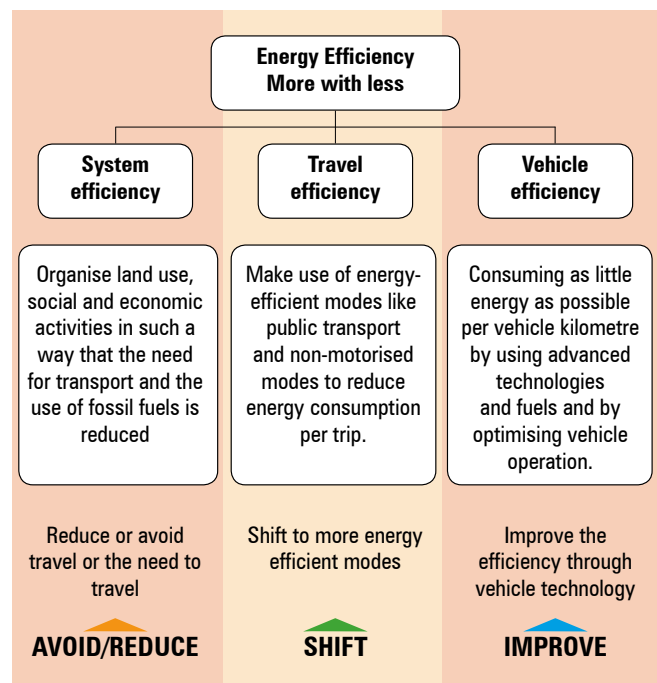 Energy Efficiency
More with less
System
efficiency
Travel
efficiency
Vehicle
efficiency
Organise land use,
social and economic
activities in such a
way that the need
for transport and the
use of fossil fuels is
reduced
Make use of energy-
efficient modes like
public transport
and non-motorised
modes to reduce
energy consumption
per trip.
Consuming as little
energy as possible
per vehicle kilometre
by using advanced
technologies
and fuels and by
optimising vehicle
operation.
Reduce or avoid
travel or the need to
travel
Shift to more energy
efficient modes
Improve the
efficiency through
vehicle technology
AVOID/REDUCE
SHIFT
IMPROVE